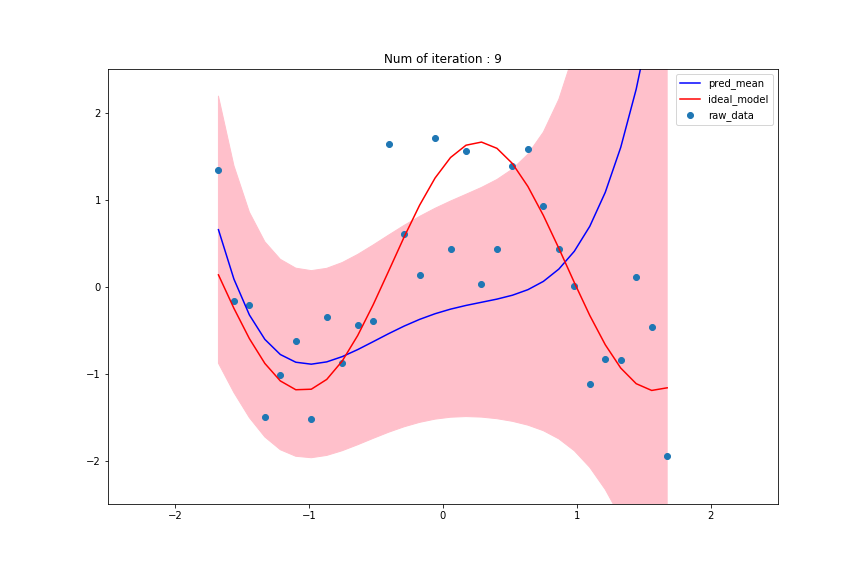 Num of iteration : 9
pred_mean
ideal_model
raw_data
2
1
0
−1
−2
−2
−1
0
1
2